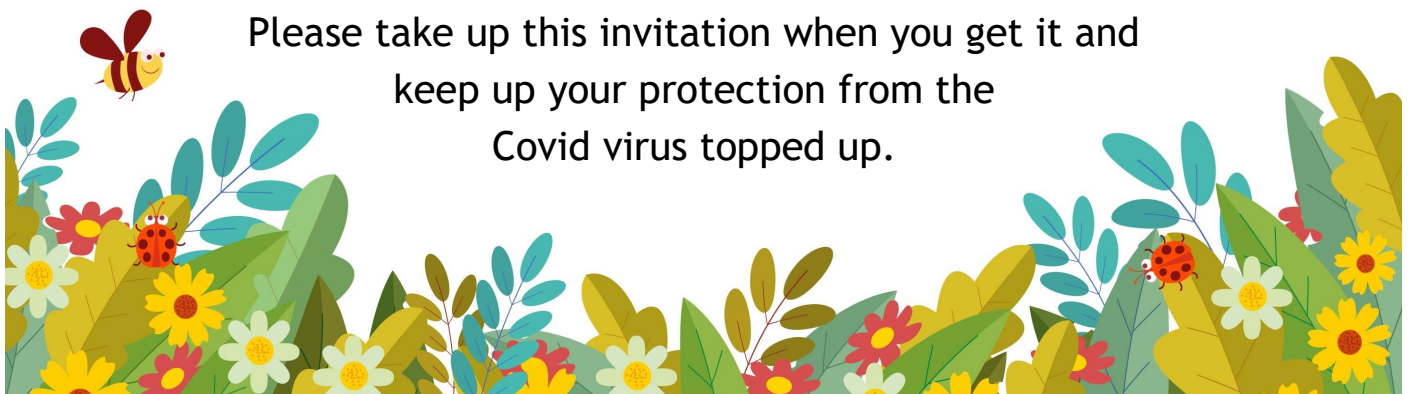 Please take up this invitation when you get it and
keep up your protection from the
Covid virus topped up.